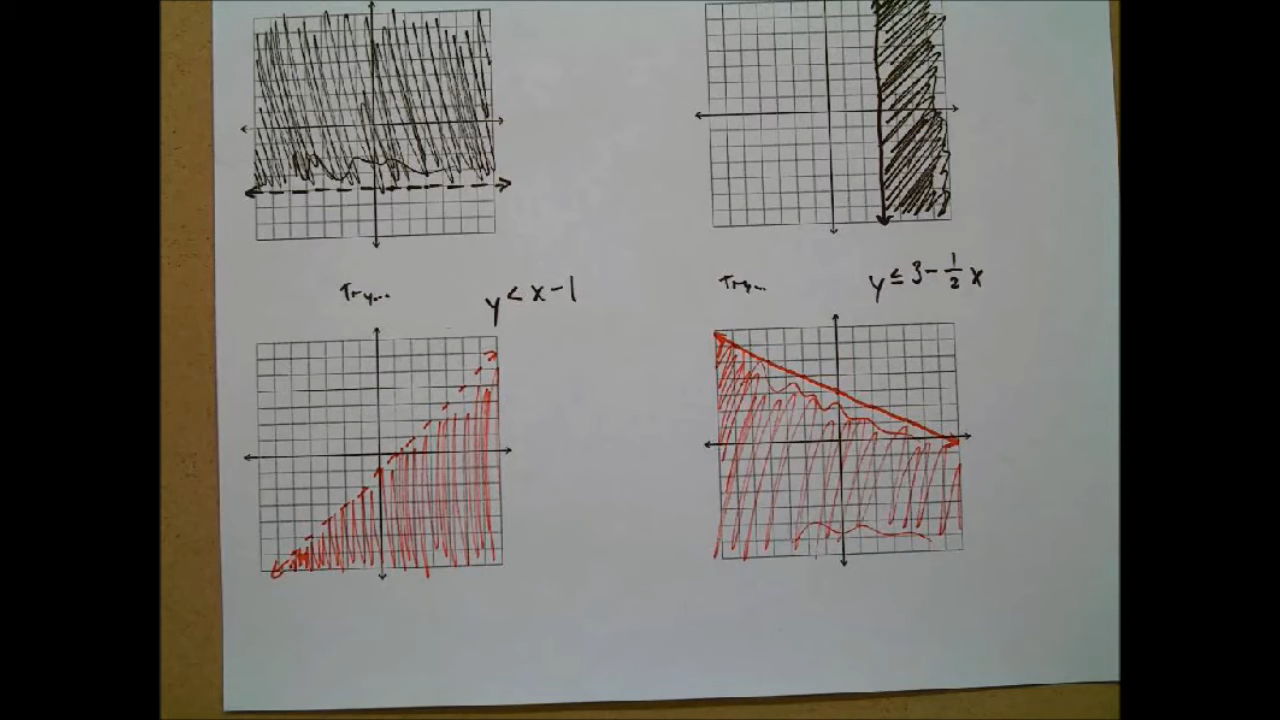 Try...
y < x - 1
Try...
y ≤ 3 - 1/2 x